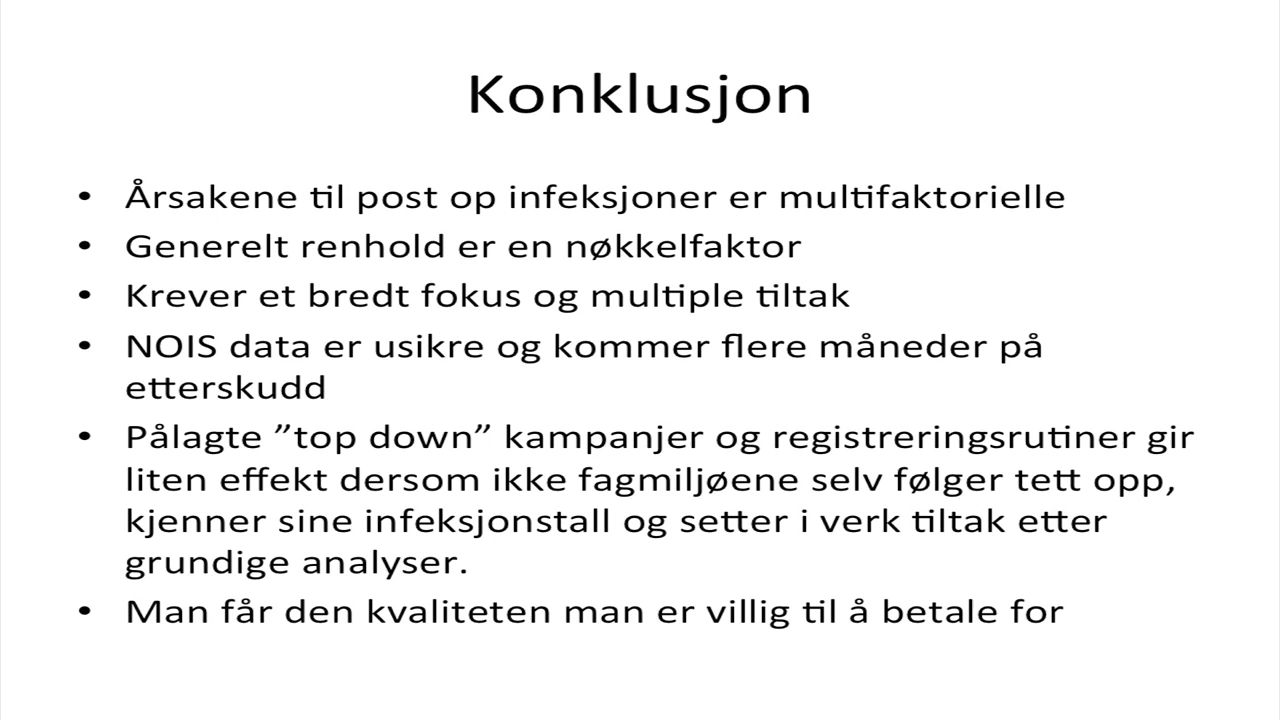 Konklusjon
• Årsakene til post op infeksjoner er multifaktorielle
• Generelt renhold er en nøkkelfaktor
• Krever et bredt fokus og multiple tiltak
• NOIS data er usikre og kommer flere måneder på
etterskudd
• Pålagte ”top down” kampanjer og registreringsrutiner gir
liten effekt dersom ikke fagmiljøene selv følger tett opp,
kjenner sine infeksjonstall og setter i verk tiltak etter
grundige analyser.
• Man får den kvaliteten man er villig til å betale for